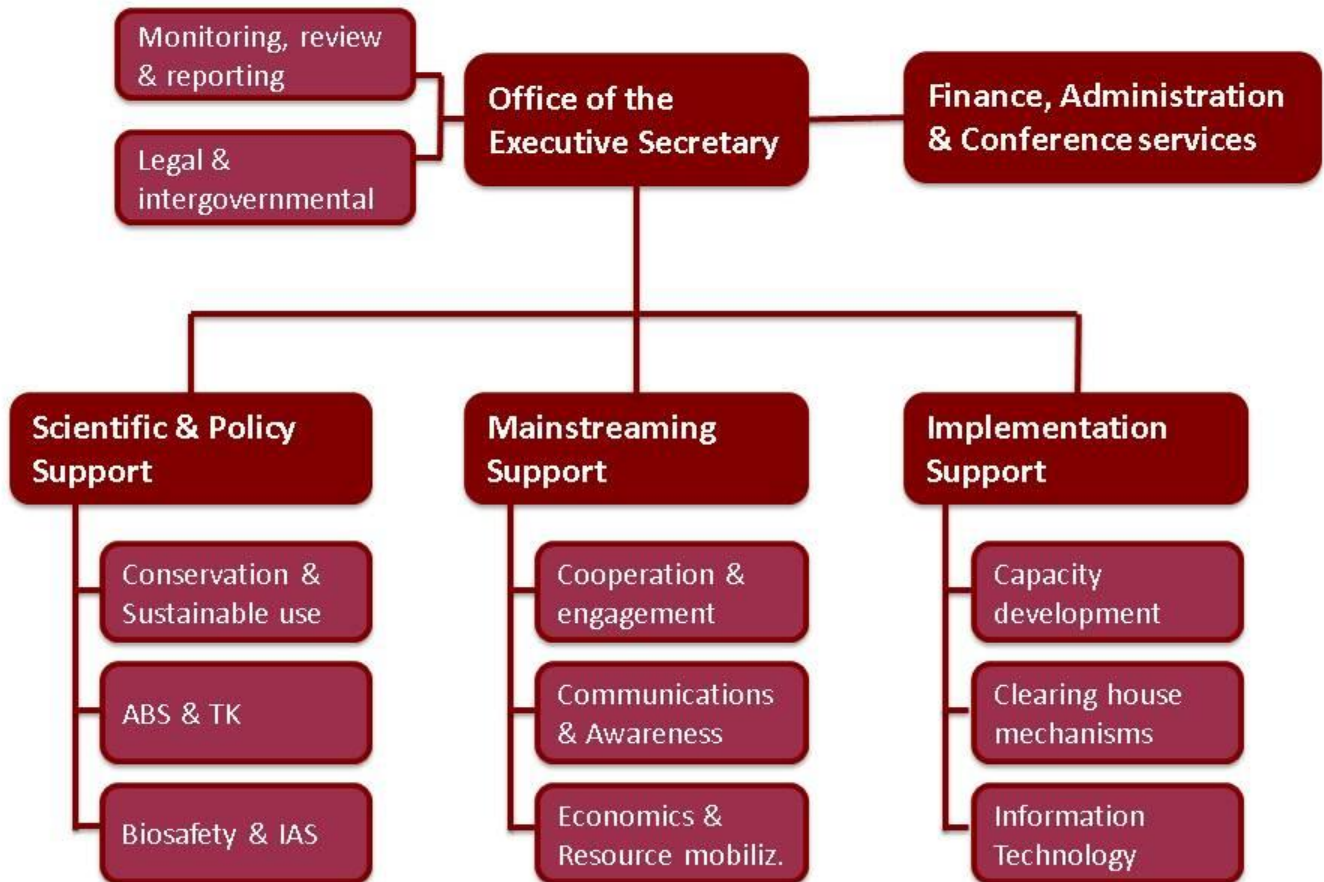 Monitoring, review
& reporting
Legal &
intergovernmental
Office of the
Executive Secretary
Finance, Administration
& Conference services
Scientific & Policy
Support
Conservation &
Sustainable use
ABS & TK
Biosafety & IAS
Mainstreaming
Support
Cooperation &
engagement
Communications
& Awareness
Economics &
Resource mobiliz.
Implementation
Support
Capacity
development
Clearing house
mechanisms
Information
Technology